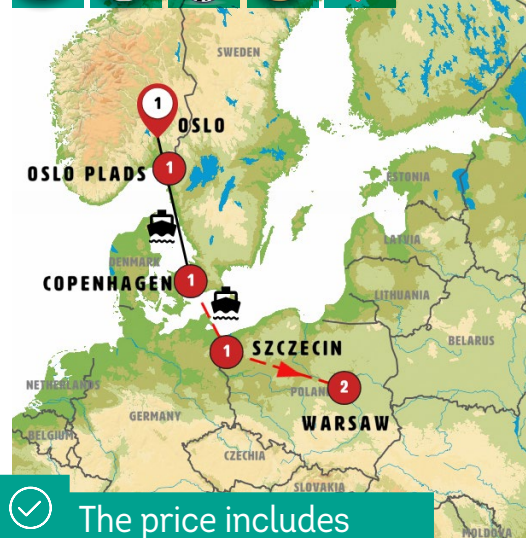 SWEDEN
1
OSLO
OSLO PLADS
1
ESTONIA
LATVIA
DENMARK
COPENHAGEN
1
LITHUANIA
1
SZCZECIN
BELARUS
NETHERLANDS
POLAND
2
GERMANY
WARSAW
BELGIUM
CZECHIA
SLOVAKIA
The price includes
MOLDOVA